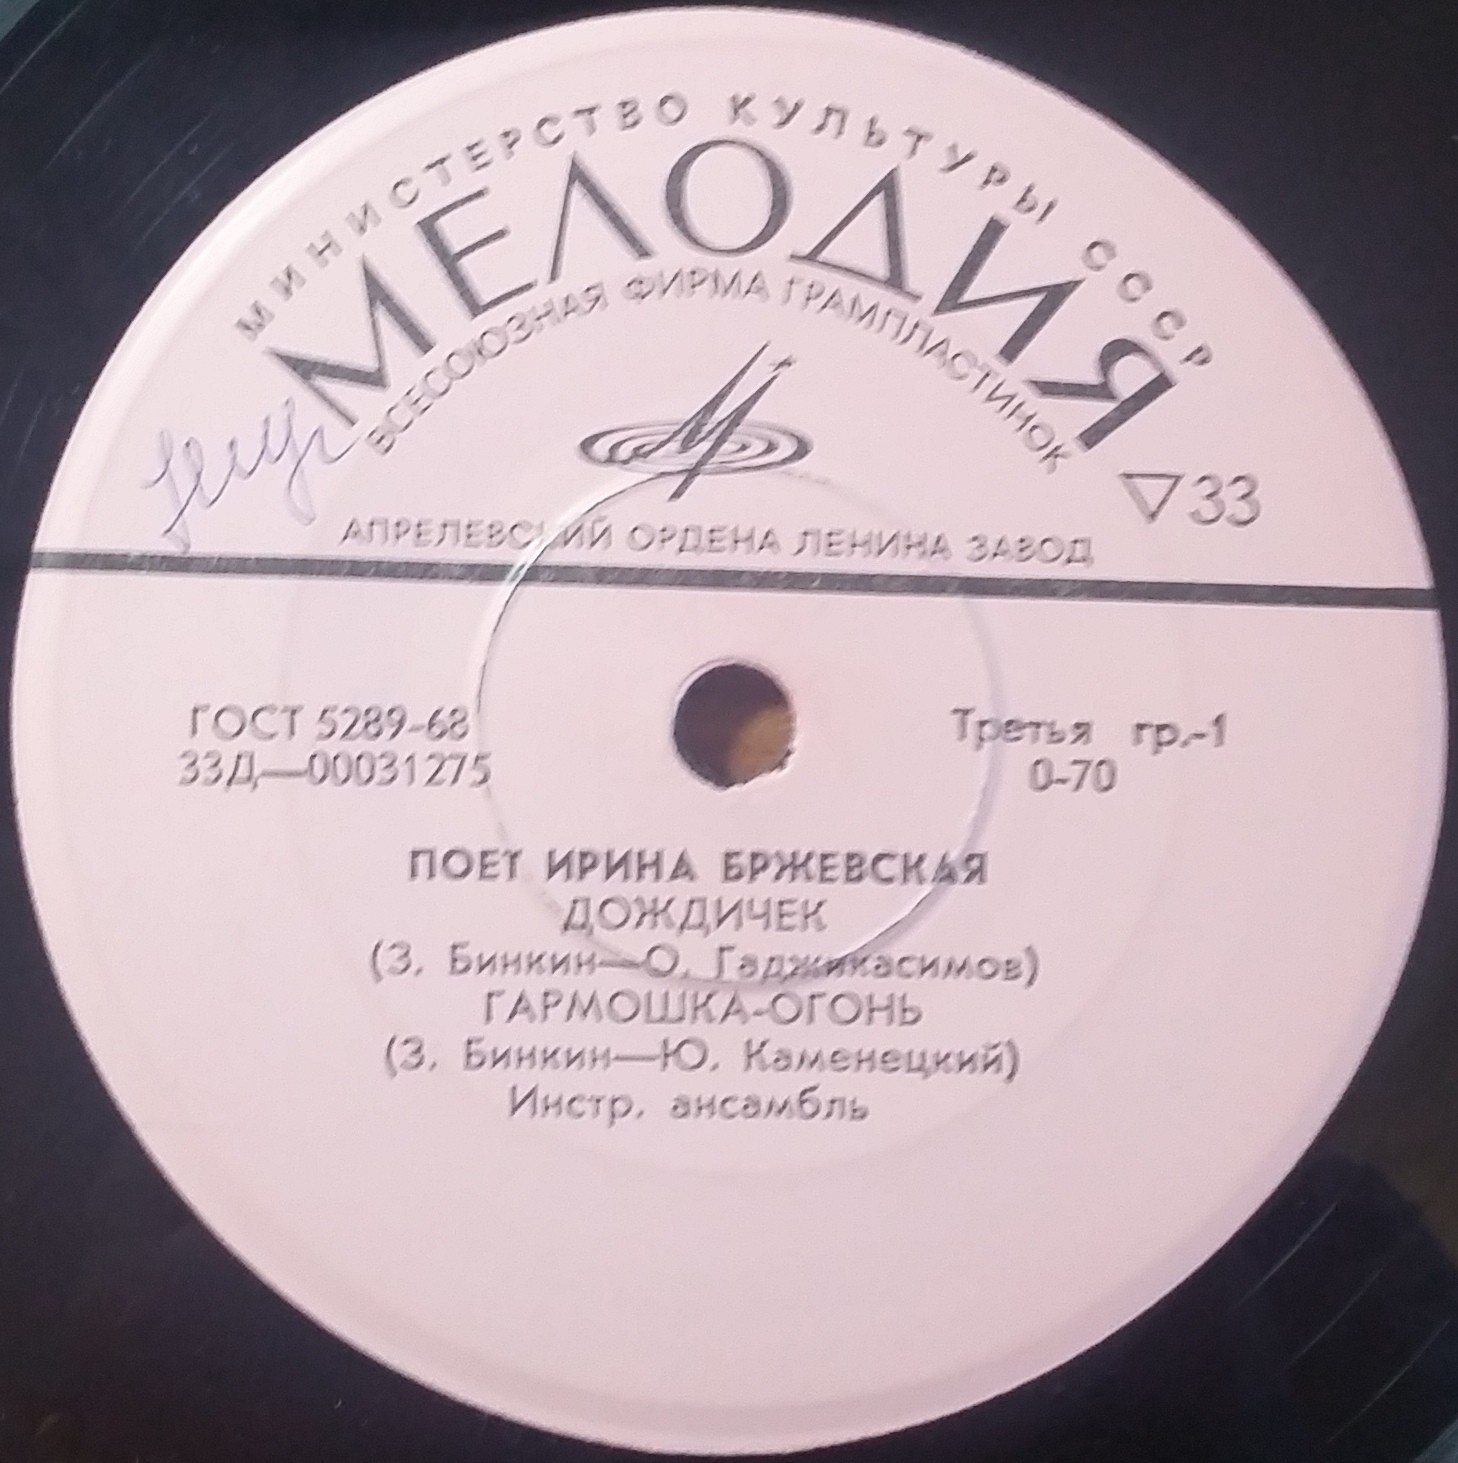 МИНИСТЕРСТВО КУЛЬТУРЫ СССР
МЕЛОДИЯ
ВСЕСОЮЗНАЯ ФИРМА ГРАМПЛАСТИНОК
▽33
АПРЕЛЕВСКИЙ ОРДЕНА ЛЕНИНА ЗАВОД
ГОСТ 5289-68
33Д—00031275
Третья гр.-1
0-70
ПОЕТ ИРИНА БРЖЕВСКАЯ
ДОЖДИЧЕК
(З. Бинкин—О. Гаджикасимов)
ГАРМОШКА-ОГОНЬ
(З. Бинкин—Ю. Каменецкий)
Инстр. ансамбль